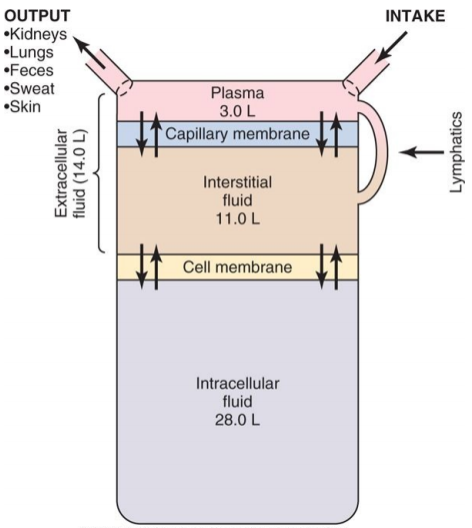 OUTPUT
•Kidneys
•Lungs
•Feces
•Sweat
•Skin
INTAKE
Plasma
3.0 L
Capillary membrane
Interstitial
fluid
11.0 L
Extracellular
fluid (14.0 L)
Lymphatics
Cell membrane
Intracellular
fluid
28.0 L